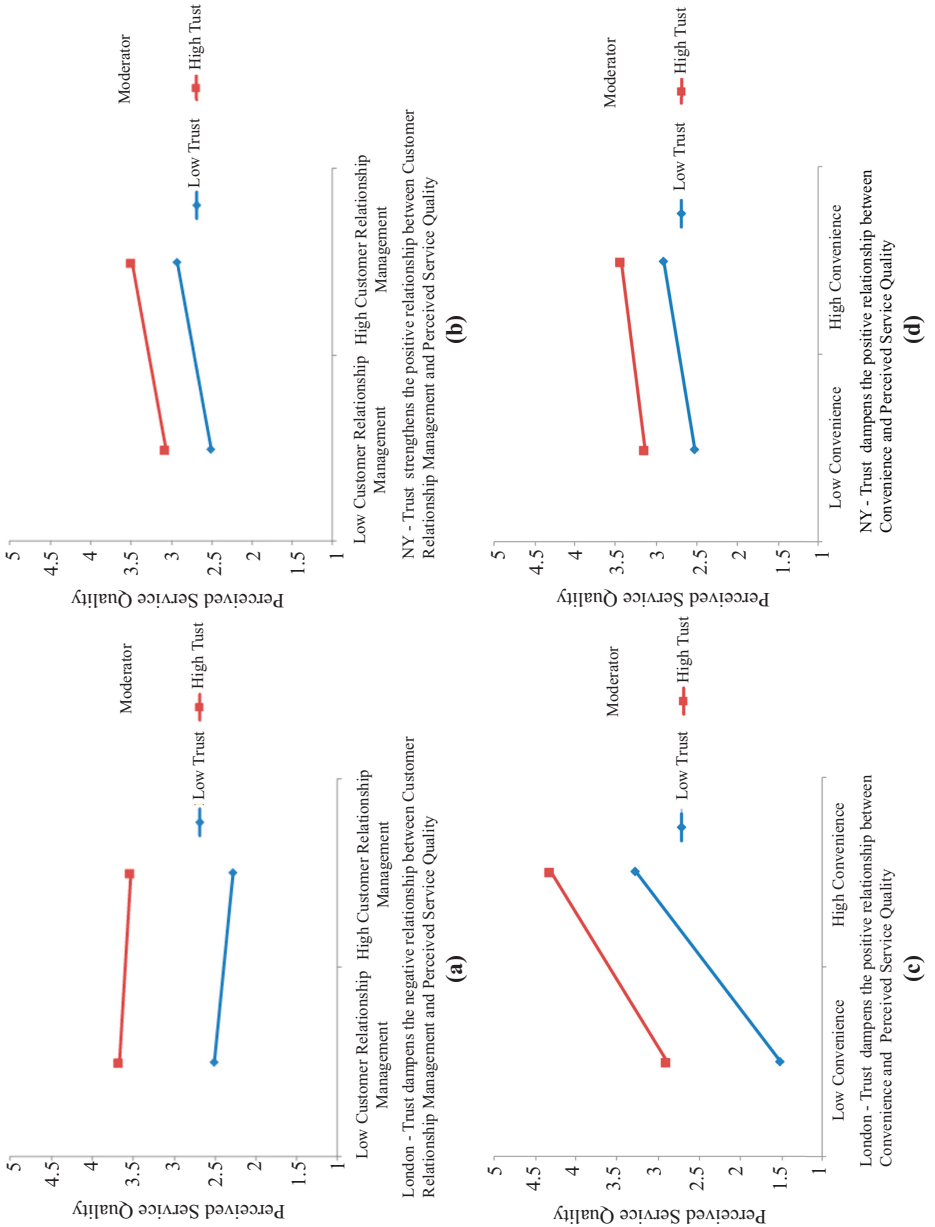 5
4.5
4
3.5
3
2.5
2
1.5
1
Perceived Service Quality
Low Customer Relationship High Customer Relationship
Management Management
Moderator
Low Trust High Tust
London - Trust dampens the negative relationship between Customer
Relationship Management and Perceived Service Quality
(a)
5
4.5
4
3.5
3
2.5
2
1.5
1
Perceived Service Quality
Low Customer Relationship High Customer Relationship
Management Management
Moderator
Low Trust High Tust
NY - Trust strengthens the positive relationship between Customer
Relationship Management and Perceived Service Quality
(b)
5
4.5
4
3.5
3
2.5
2
1.5
1
Perceived Service Quality
Low Convenience High Convenience
Moderator
Low Trust High Tust
London - Trust dampens the positive relationship between
Convenience and Perceived Service Quality
(c)
5
4.5
4
3.5
3
2.5
2
1.5
1
Perceived Service Quality
Low Convenience High Convenience
Moderator
Low Trust High Tust
NY - Trust dampens the positive relationship between
Convenience and Perceived Service Quality
(d)